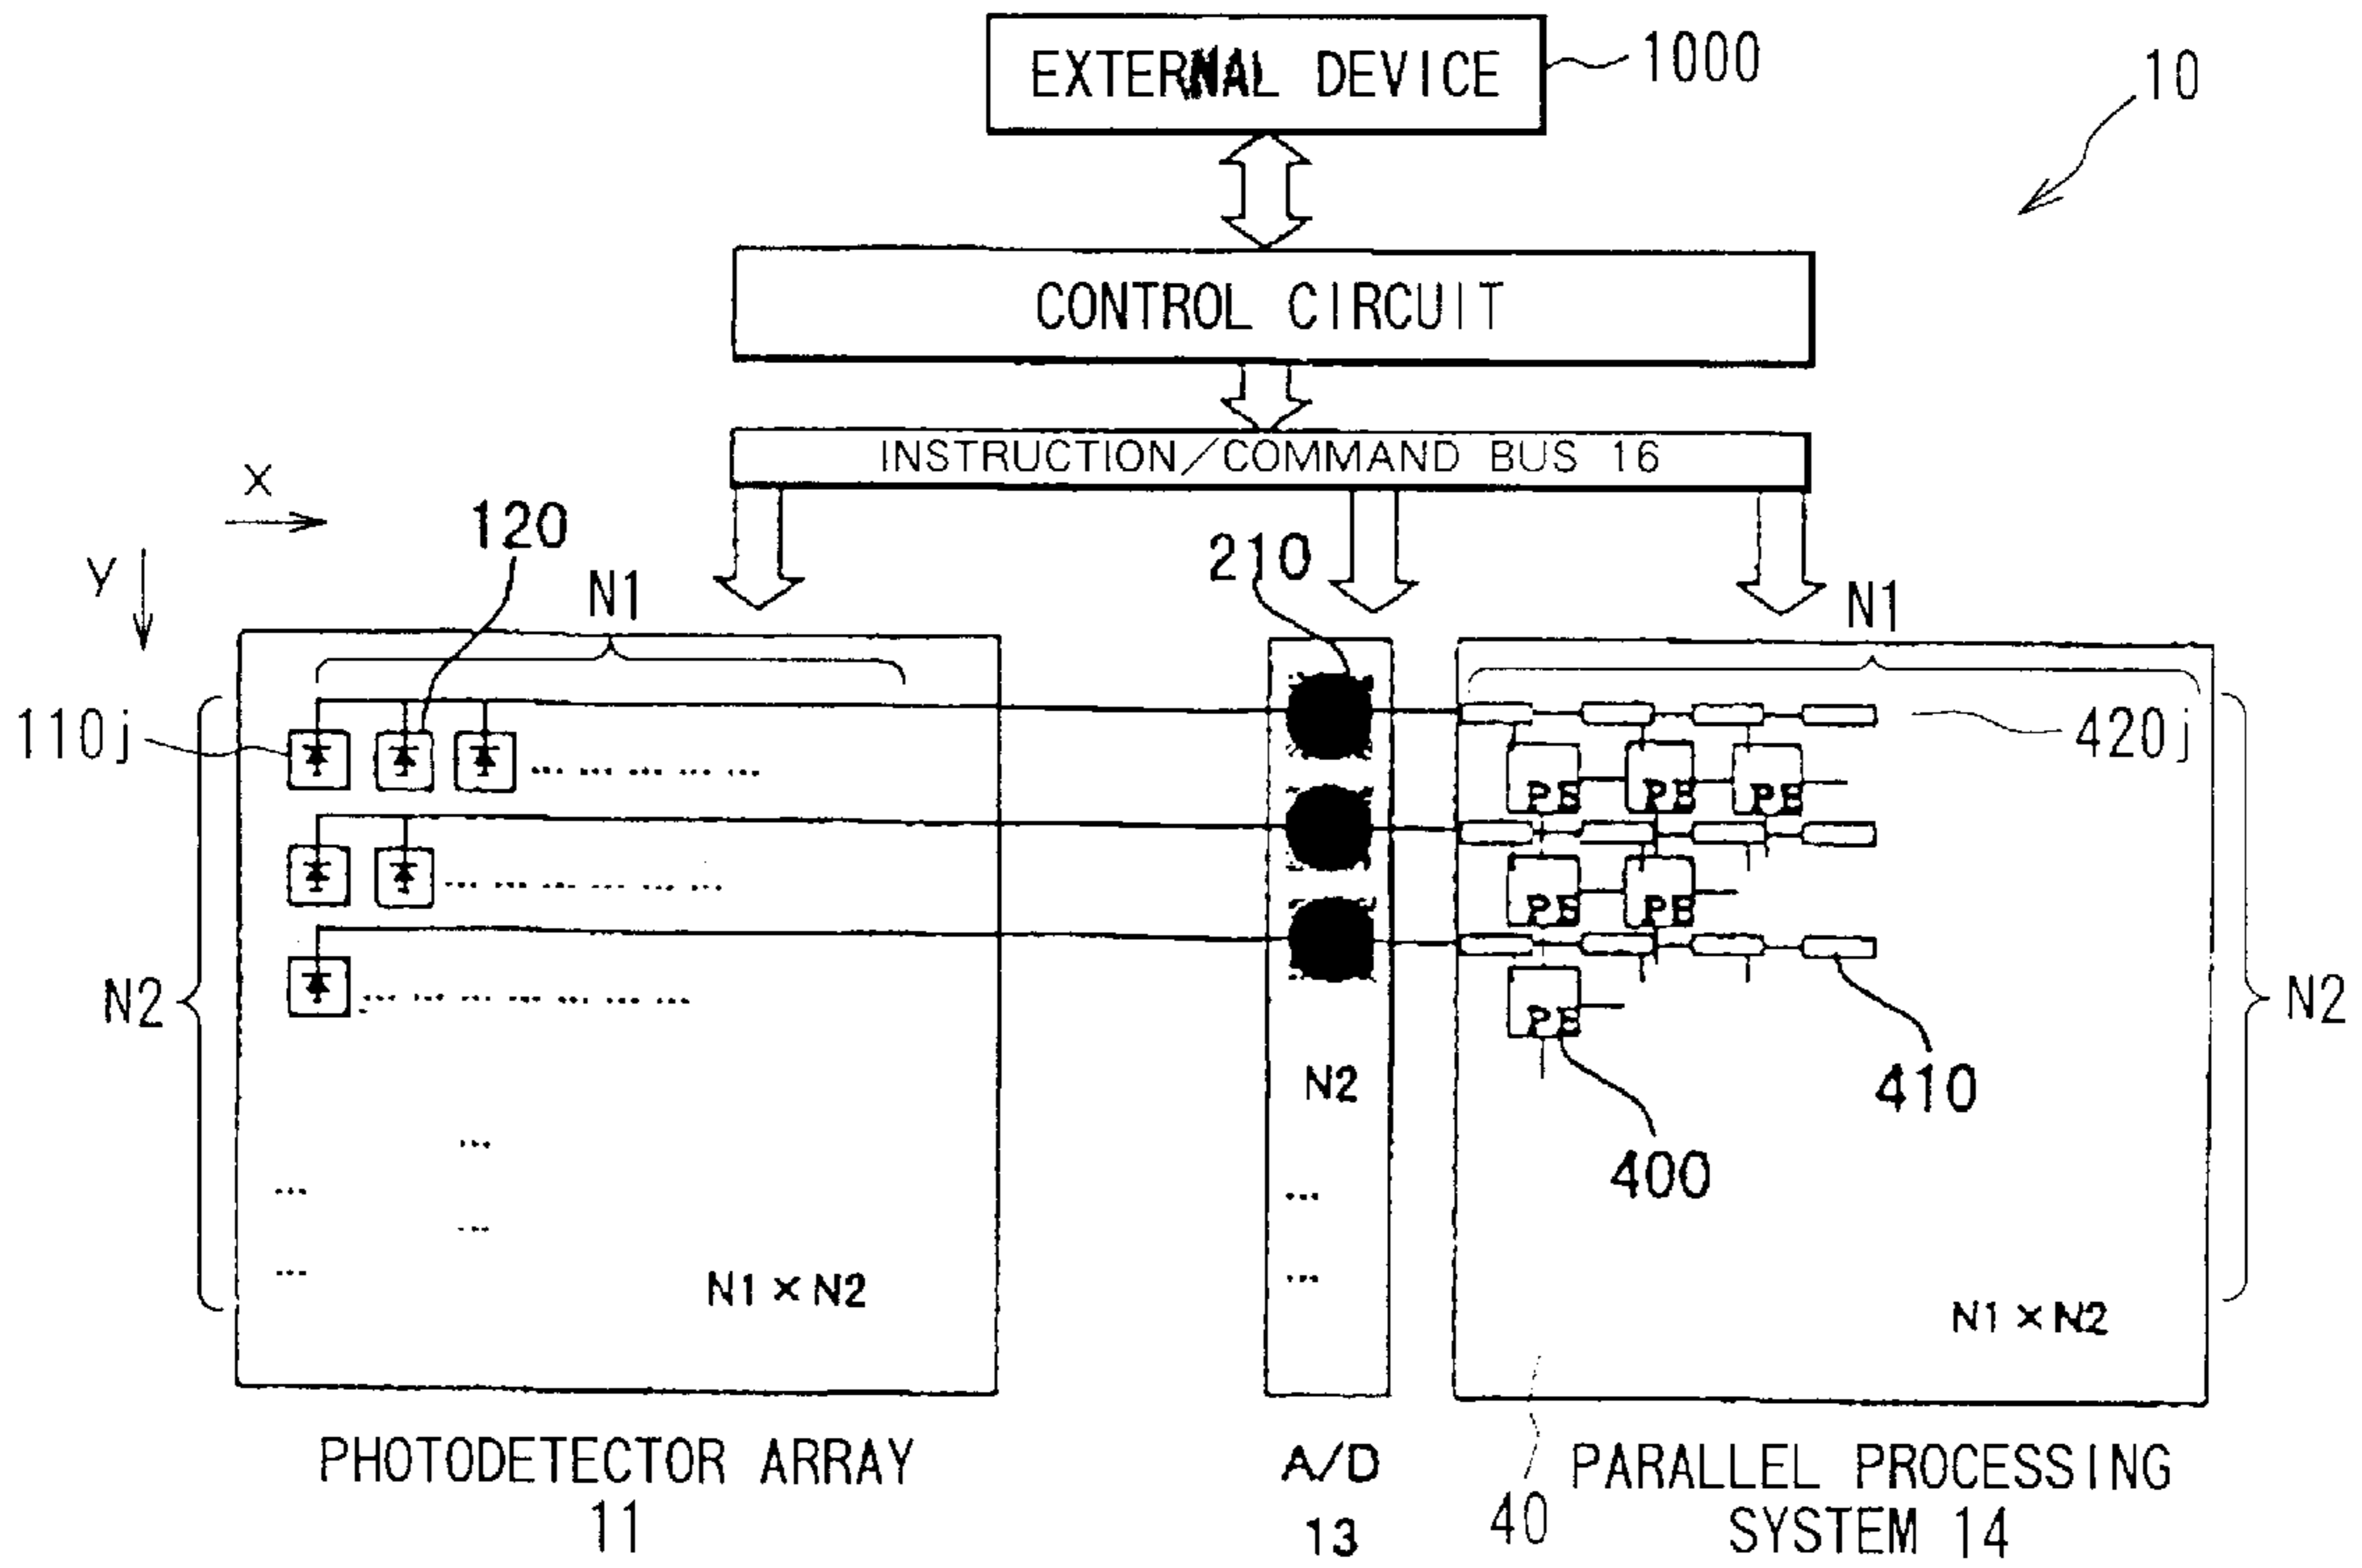 EXTERNAL DEVICE
1000
10
CONTROL CIRCUIT
INSTRUCTION/COMMAND BUS 16
X
Y
120
210
N1
N1
110j
420j
PE PE PE
PE PE
PE
N2
N2
N2
410
400
N1 × N2
N1 × N2
PHOTODETECTOR ARRAY
11
A/D
13
40
PARALLEL PROCESSING
SYSTEM 14